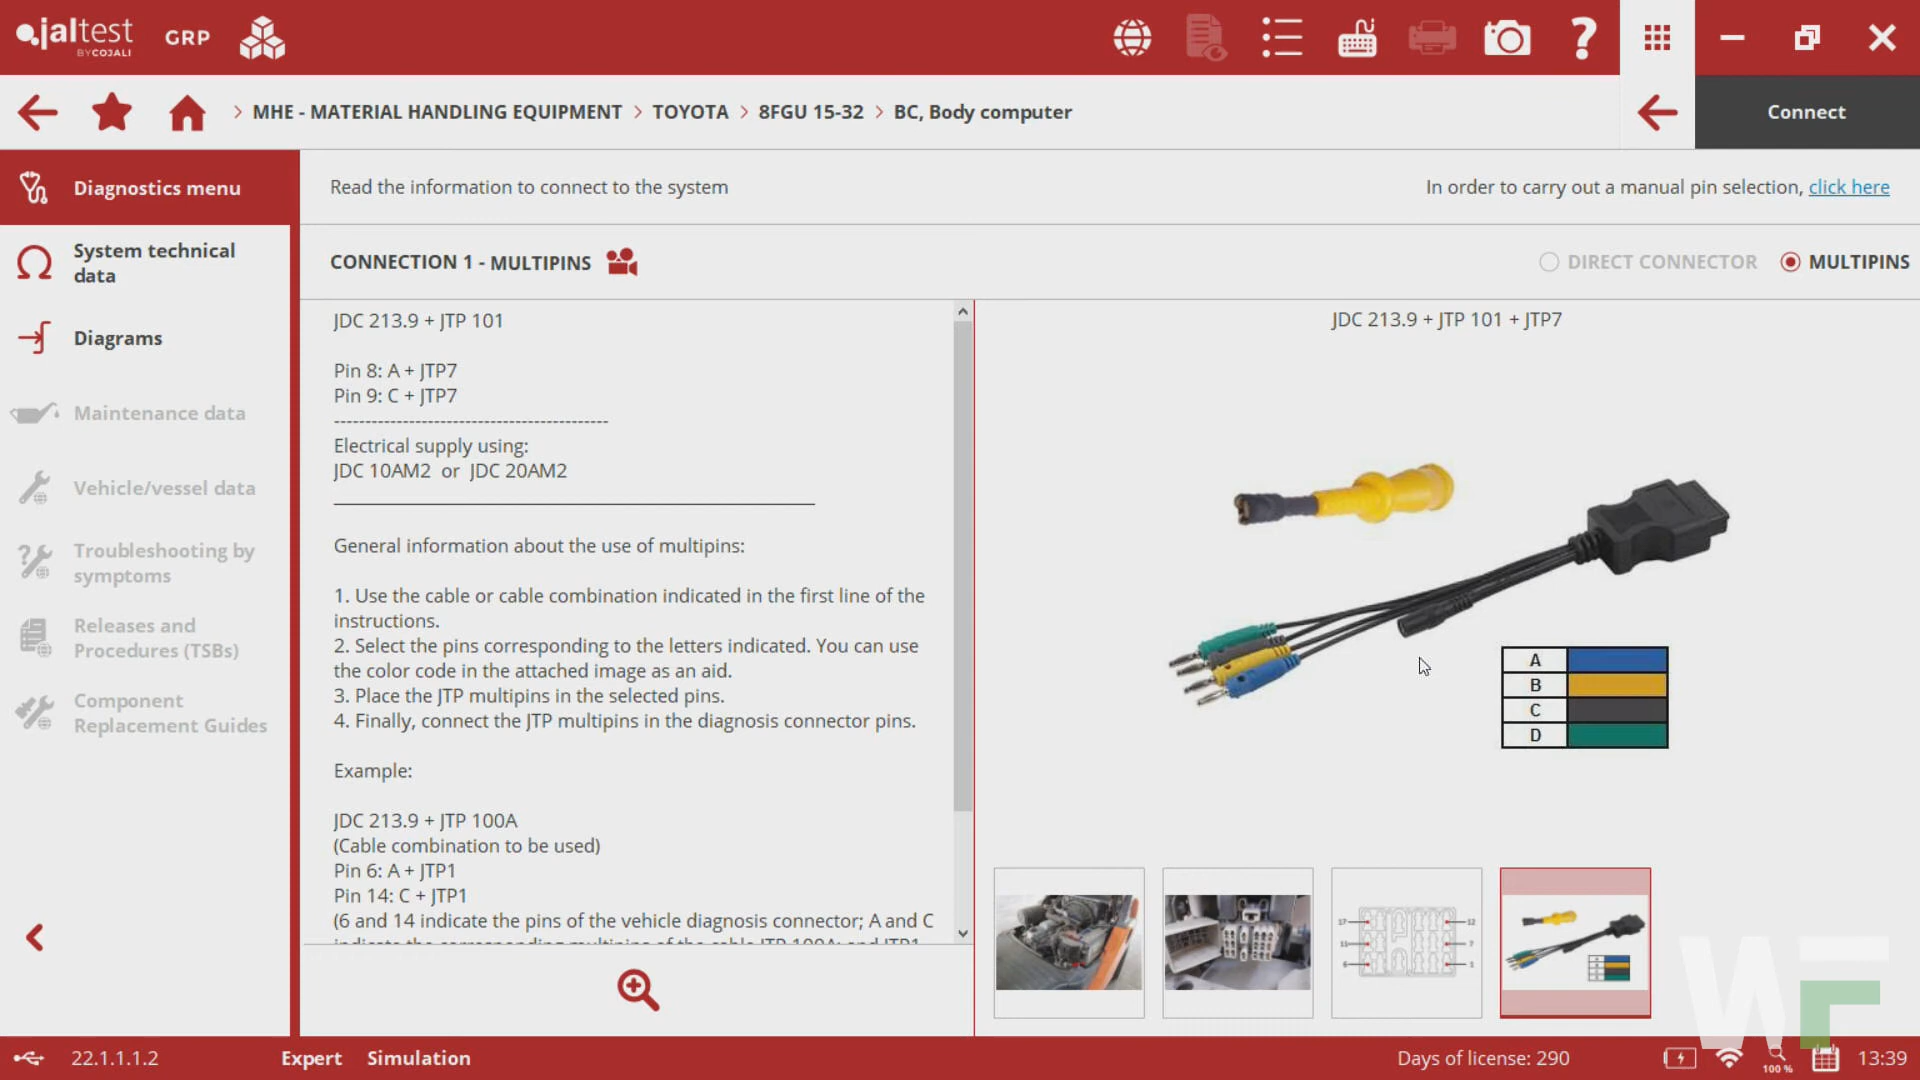 jaltest
BY COJALI
GRP
MHE - MATERIAL HANDLING EQUIPMENT > TOYOTA > 8FGU 15-32 > BC, Body computer
Connect
Diagnostics menu
System technical
data
Diagrams
Maintenance data
Vehicle/vessel data
Troubleshooting by
symptoms
Releases and
Procedures (TSBs)
Component
Replacement Guides
Read the information to connect to the system
In order to carry out a manual pin selection, click here
CONNECTION 1 - MULTIPINS
DIRECT CONNECTOR
MULTIPINS
JDC 213.9 + JTP 101
Pin 8: A + JTP7
Pin 9: C + JTP7
--------------------------------------------
Electrical supply using:
JDC 10AM2 or JDC 20AM2
General information about the use of multipins:
1. Use the cable or cable combination indicated in the first line of the
instructions.
2. Select the pins corresponding to the letters indicated. You can use
the color code in the attached image as an aid.
3. Place the JTP multipins in the selected pins.
4. Finally, connect the JTP multipins in the diagnosis connector pins.
Example:
JDC 213.9 + JTP 100A
(Cable combination to be used)
Pin 6: A + JTP1
Pin 14: C + JTP1
(6 and 14 indicate the pins of the vehicle diagnosis connector; A and C
JDC 213.9 + JTP 101 + JTP7
A
B
C
D
17
12
11
7
6
1
WF
22.1.1.1.2
Expert
Simulation
Days of license: 290
100 %
13:39